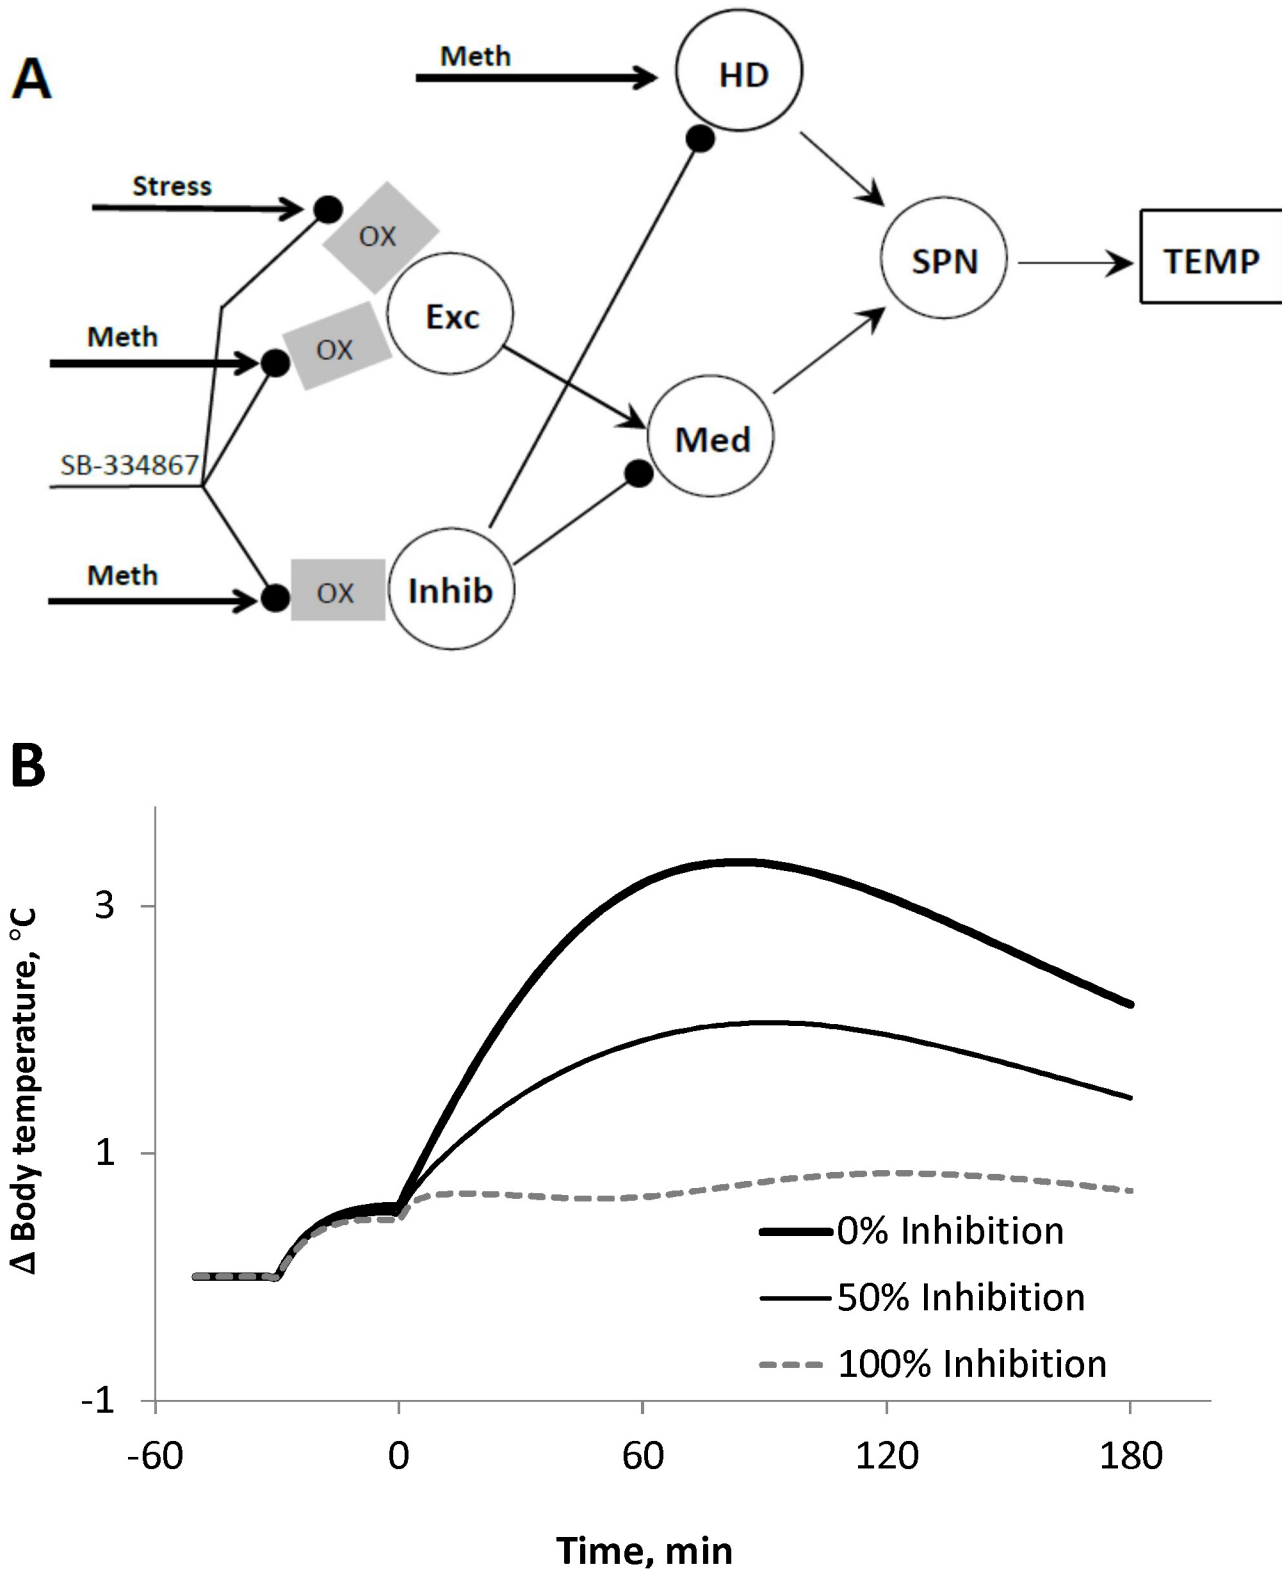 A
Meth
HD
Stress
OX
Exc
SPN
TEMP
Meth
OX
Med
SB-334867
Meth
OX
Inhib
B
Δ Body temperature, °C
3
1
-1
0% Inhibition
50% Inhibition
100% Inhibition
-60 0 60 120 180
Time, min